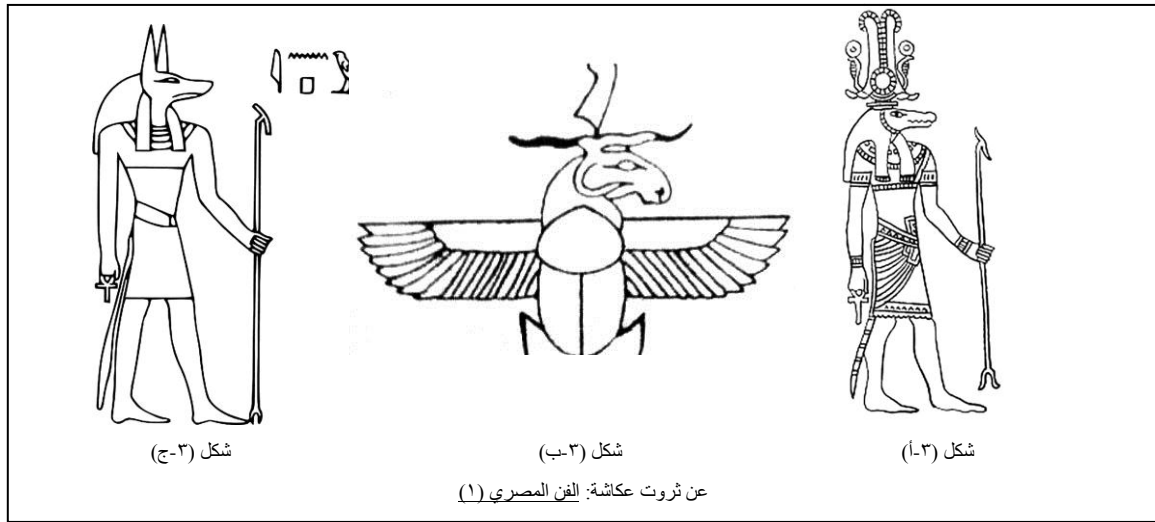 شكل (٣-أ)
شكل (٣-ب)
شكل (٣-ج)
عن ثروت عكاشة: الفن المصري (١)